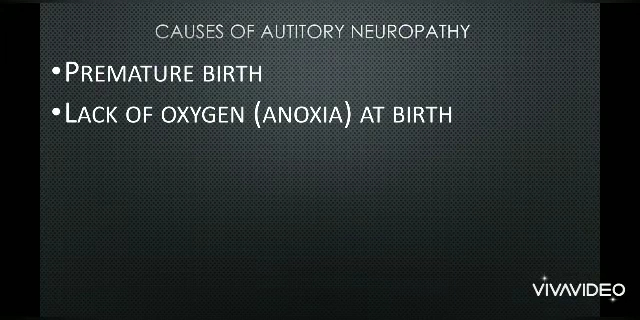 CAUSES OF AUTITORY NEUROPATHY
•PREMATURE BIRTH
•LACK OF OXYGEN (ANOXIA) AT BIRTH
VIVAVIDEO